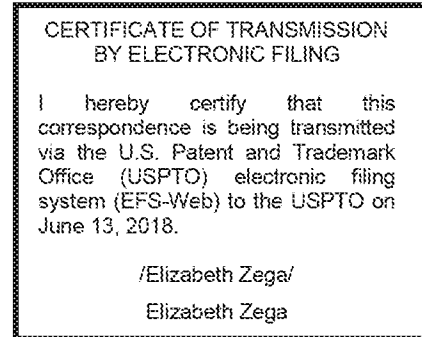 CERTIFICATE OF TRANSMISSION
BY ELECTRONIC FILING
I hereby certify that this
correspondence is being transmitted
via the U.S. Patent and Trademark
Office (USPTO) electronic filing
system (EFS-Web) to the USPTO on
June 13, 2018.
/Elizabeth Zega/
Elizabeth Zega